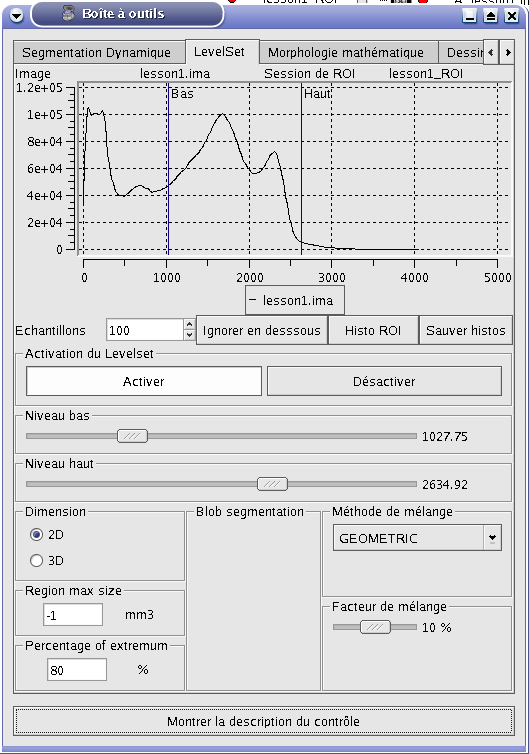 Boîte à outils
Segmentation Dynamique LevelSet Morphologie mathématique Dessin
Image lesson1.ima Session de ROI lesson1_ROI
1.2e+05
Bas Haut
1e+05
8e+04
6e+04
4e+04
2e+04
0
0 1000 2000 3000 4000 5000
lesson1.ima
Echantillons 100 Ignorer en desssous Histo ROI Sauver histos
Activation du Levelset
Activer Désactiver
Niveau bas
1027.75
Niveau haut
2634.92
Dimension Blob segmentation Méthode de mélange
2D GEOMETRIC
3D
Region max size
-1 mm3
Facteur de mélange
10 %
Percentage of extremum
80 %
Montrer la description du contrôle